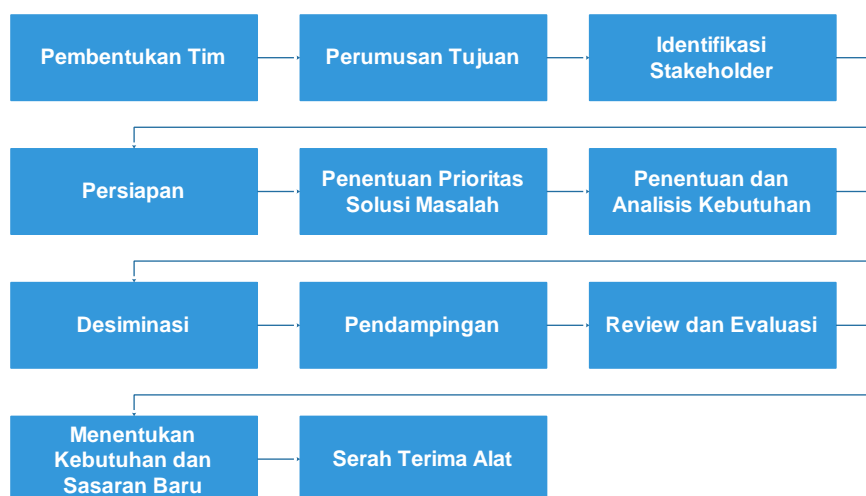 Pembentukan Tim
Perumusan Tujuan
Identifikasi
Stakeholder
Persiapan
Penentuan Prioritas
Solusi Masalah
Penentuan dan
Analisis Kebutuhan
Desiminasi
Pendampingan
Review dan Evaluasi
Menentukan
Kebutuhan dan
Sasaran Baru
Serah Terima Alat